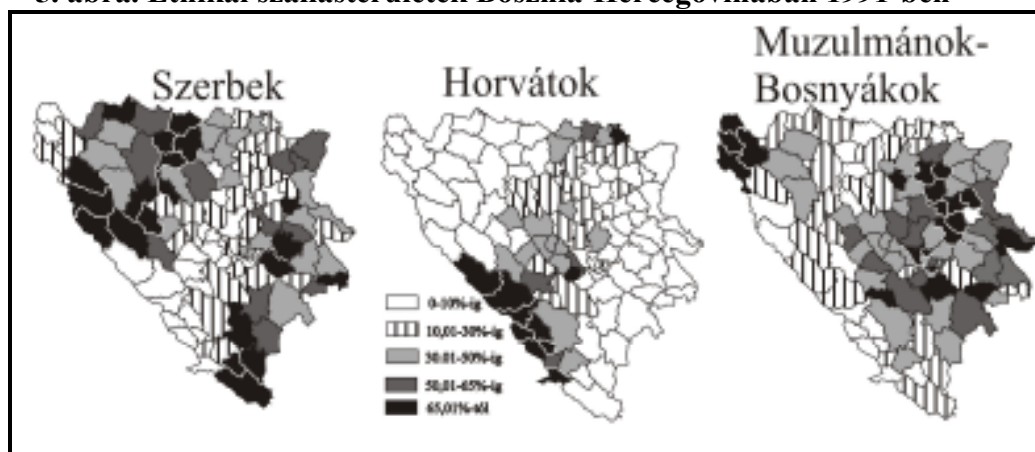 ábra: Etnikai szállásterületek Bosznia-Hercegovinában 1991-ben
Szerbek
Horvátok
Muzulmánok-
Bosnyákok
0-10%-ig
10,01-30%-ig
30.01-50%-ig
50,01-65%-ig
65,01%-tól